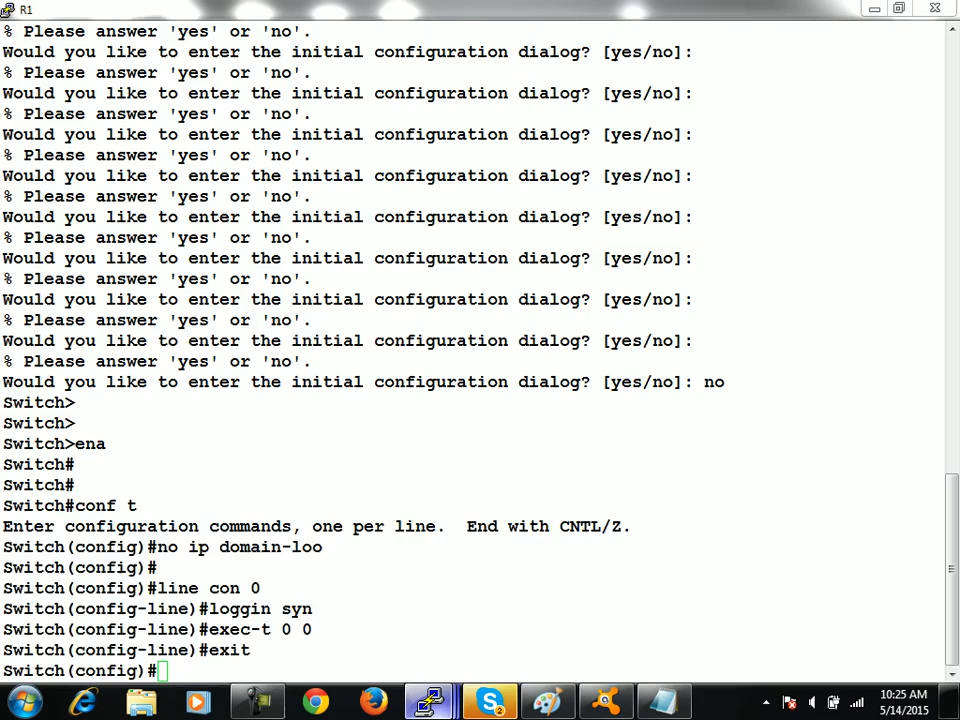 R1
% Please answer 'yes' or 'no'.
Would you like to enter the initial configuration dialog? [yes/no]:
% Please answer 'yes' or 'no'.
Would you like to enter the initial configuration dialog? [yes/no]:
% Please answer 'yes' or 'no'.
Would you like to enter the initial configuration dialog? [yes/no]:
% Please answer 'yes' or 'no'.
Would you like to enter the initial configuration dialog? [yes/no]:
% Please answer 'yes' or 'no'.
Would you like to enter the initial configuration dialog? [yes/no]:
% Please answer 'yes' or 'no'.
Would you like to enter the initial configuration dialog? [yes/no]:
% Please answer 'yes' or 'no'.
Would you like to enter the initial configuration dialog? [yes/no]:
% Please answer 'yes' or 'no'.
Would you like to enter the initial configuration dialog? [yes/no]:
% Please answer 'yes' or 'no'.
Would you like to enter the initial configuration dialog? [yes/no]: no
Switch>
Switch>
Switch>ena
Switch#
Switch#
Switch#conf t
Enter configuration commands, one per line.  End with CNTL/Z.
Switch(config)#no ip domain-loo
Switch(config)#
Switch(config)#line con 0
Switch(config-line)#loggin syn
Switch(config-line)#exec-t 0 0
Switch(config-line)#exit
Switch(config)#
2
10:25 AM
5/14/2015